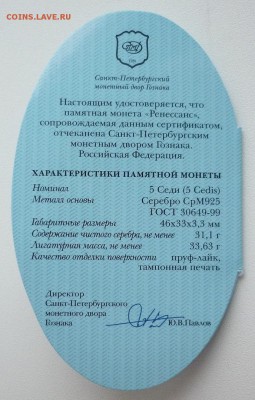 COINS.LAVE.RU
Санкт-Петербургский
монетный двор Гознака
Настоящим удостоверяется, что
памятная монета «Ренессанс»,
сопровождаемая данным сертификатом,
отчеканена Санкт-Петербургским
монетным двором Гознака.
Российская Федерация.
ХАРАКТЕРИСТИКИ ПАМЯТНОЙ МОНЕТЫ
Номинал 5 Седи (5 Cedis)
Металл основы Серебро СрМ925
ГОСТ 30649-99
Габаритные размеры 46х33х3,3 мм
Содержание чистого серебра, не менее 31,1 г
Лигатурная масса, не менее 33,63 г
Качество отделки поверхности пруф-лайк,
тампонная печать
Директор
Санкт-Петербургского
монетного двора
Гознака Ю.В.Павлов